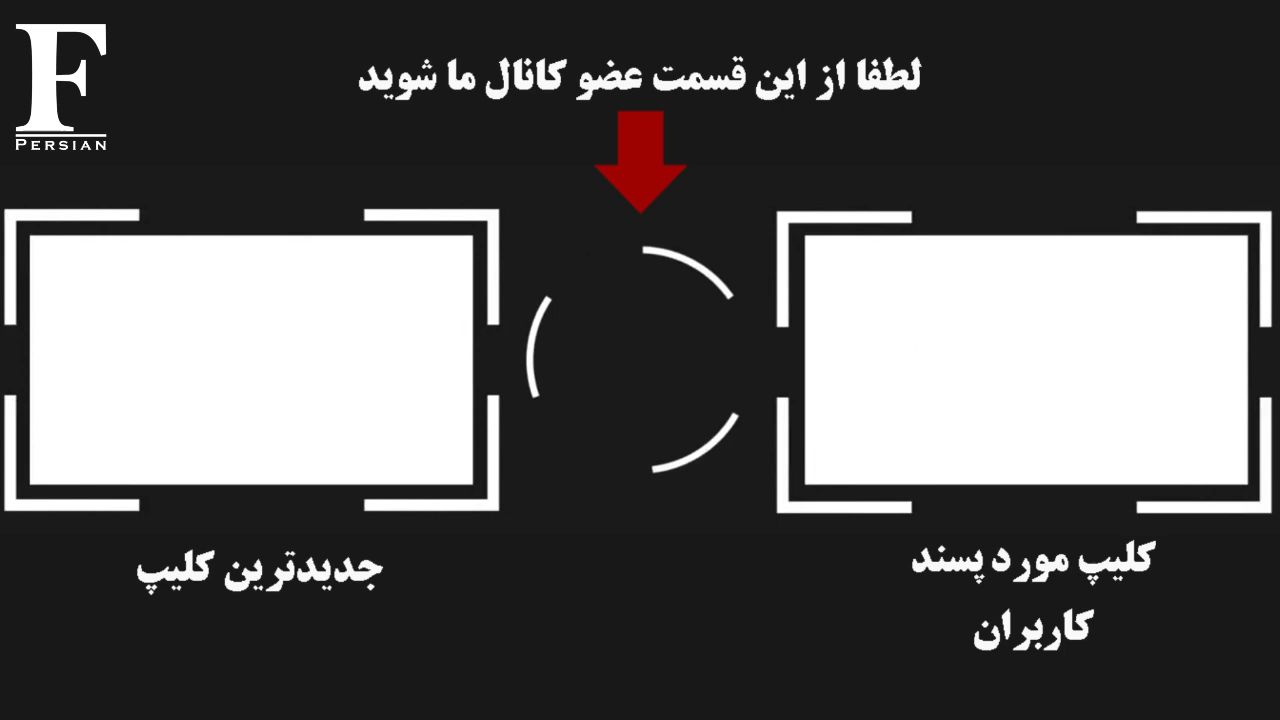 F
PERSIAN
لطفا از این قسمت عضو کانال ما شوید
کلیپ مورد پسند
کاربران
جدیدترین کلیپ